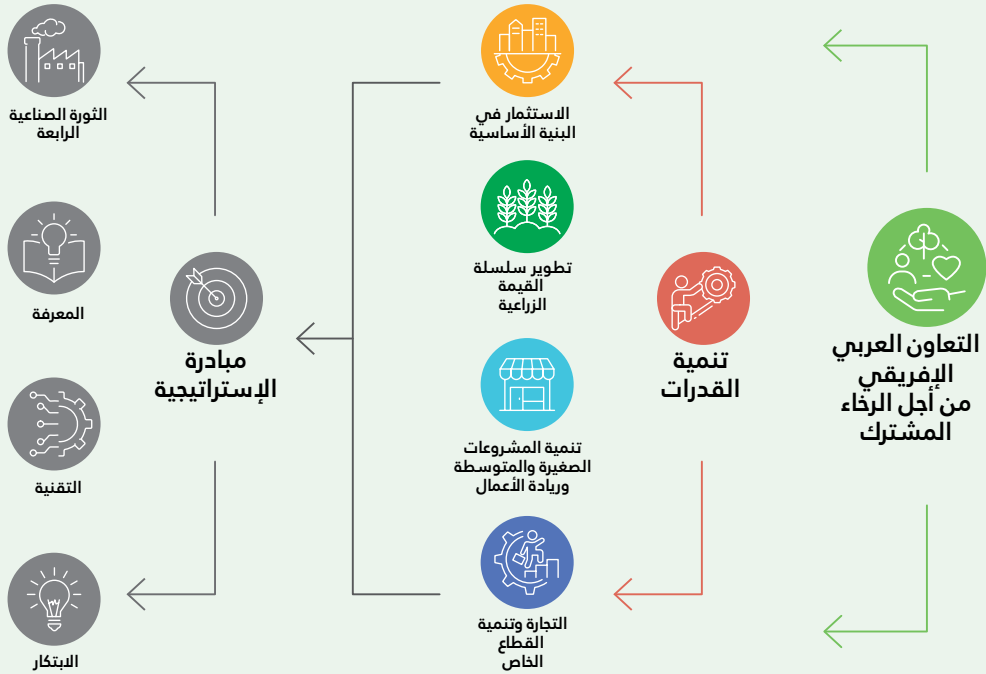 التعاون العربي
الإفريقي
من أجل الرخاء
المشترك
تنمية
القدرات
الاستثمار في
البنية الأساسية
تطوير سلسلة
القيمة
الزراعية
تنمية المشروعات
الصغيرة والمتوسطة
وريادة الأعمال
التجارة وتنمية
القطاع
الخاص
مبادرة
الإستراتيجية
الثورة الصناعية
الرابعة
المعرفة
التقنية
الابتكار